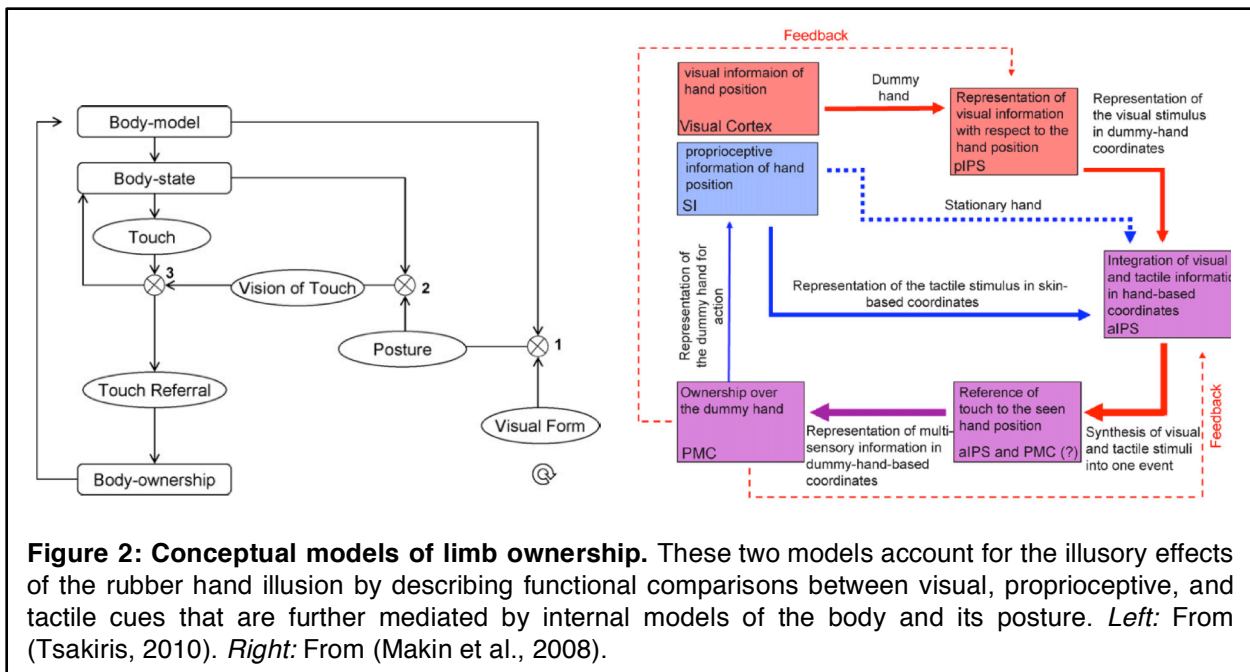 Body-model
Body-state
Touch
3
Vision of Touch
2
Posture
1
Touch Referral
Visual Form
Body-ownership
Feedback
visual informaion of
hand position
Visual Cortex
Dummy
hand
Representation of
visual information
with respect to the
hand position
pIPS
Representation of
the visual stimulus
in dummy-hand
coordinates
proprioceptive
information of hand
position
SI
Stationary hand
Representation of the tactile stimulus in skin-
based coordinates
Integration of visual
and tactile informatic
in hand-based
coordinates
aIPS
Representation of
the dummy hand for
action
Ownership over
the dummy hand
PMC
Representation of multi-
sensory information in
dummy-hand-based
coordinates
Reference of
touch to the seen
hand position
aIPS and PMC (?)
Synthesis of visual
and tactile stimuli
into one event
Feedback
Figure 2: Conceptual models of limb ownership. These two models account for the illusory effects
of the rubber hand illusion by describing functional comparisons between visual, proprioceptive, and
tactile cues that are further mediated by internal models of the body and its posture. Left: From
(Tsakiris, 2010). Right: From (Makin et al., 2008).